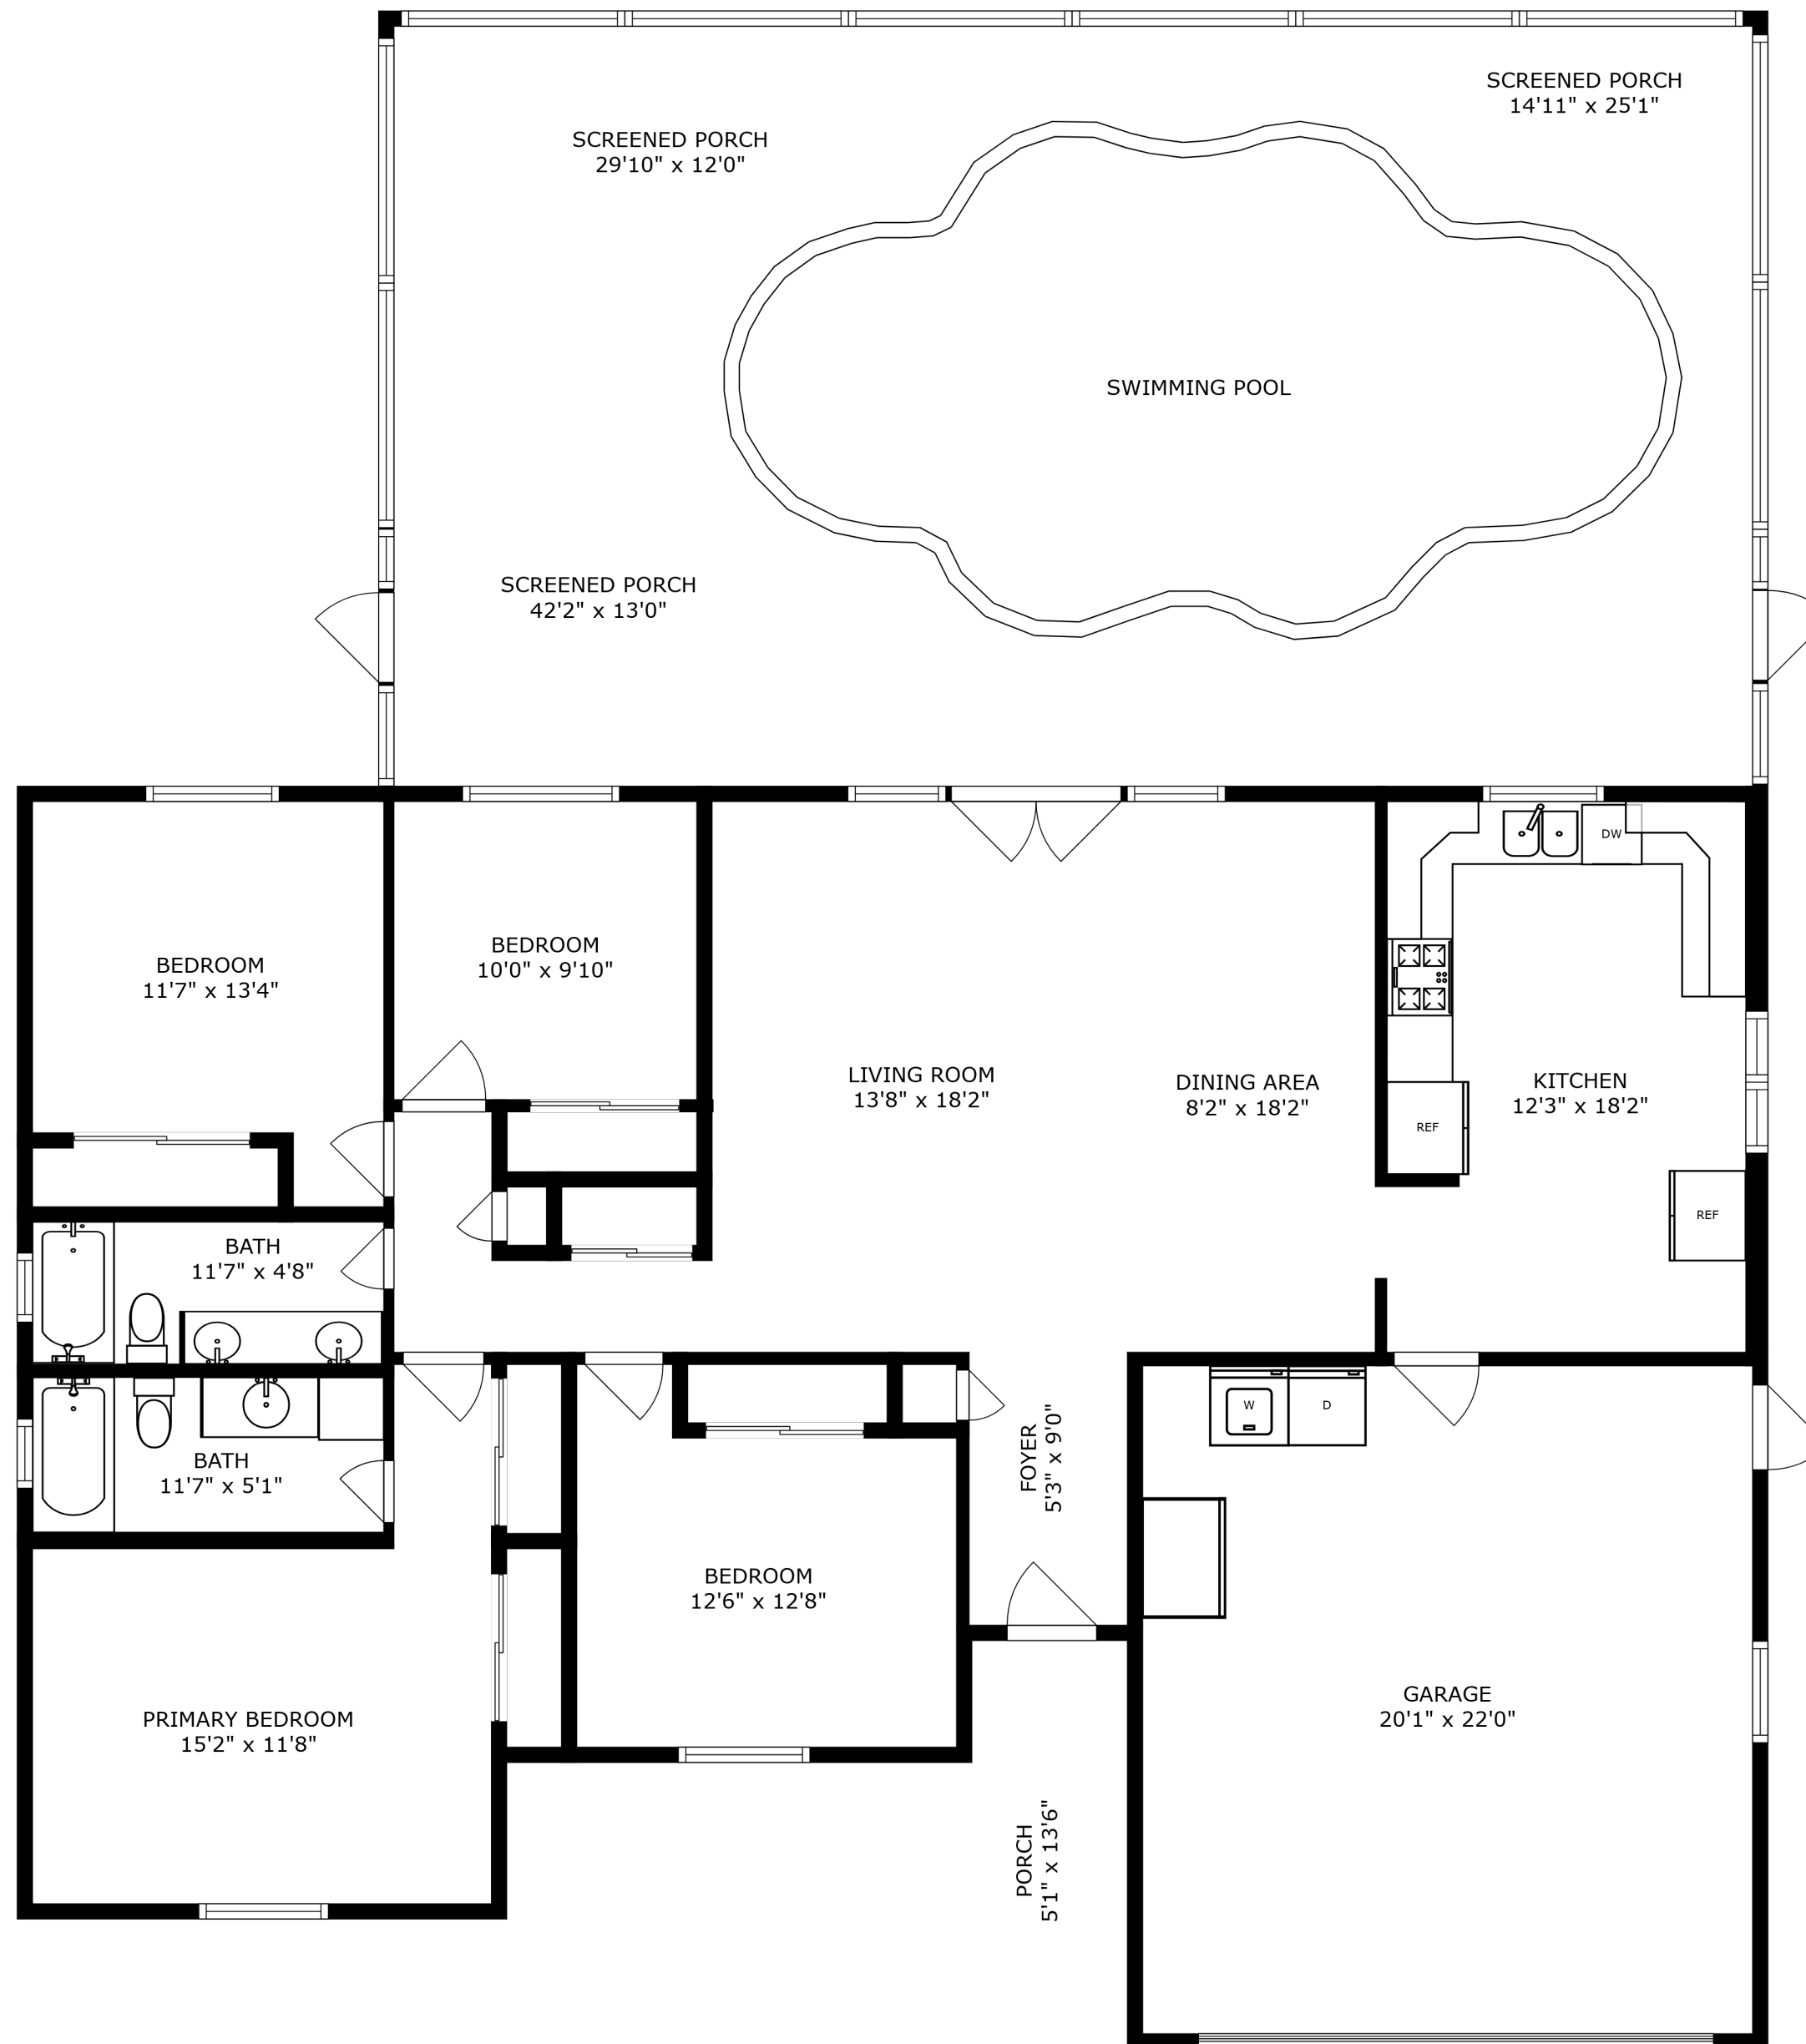 SCREENED PORCH
14'11" x 25'1"
SCREENED PORCH
29'10" x 12'0"
SWIMMING POOL
SCREENED PORCH
42'2" x 13'0"
DW
BEDROOM
11'7" x 13'4"
BEDROOM
10'0" x 9'10"
LIVING ROOM
13'8" x 18'2"
DINING AREA
8'2" x 18'2"
KITCHEN
12'3" x 18'2"
REF
REF
BATH
11'7" x 4'8"
BATH
11'7" x 5'1"
FOYER
5'3" x 9'0"
W
D
BEDROOM
12'6" x 12'8"
PRIMARY BEDROOM
15'2" x 11'8"
GARAGE
20'1" x 22'0"
PORCH
5'1" x 13'6"